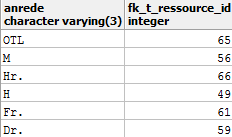 anrede fk_t_ressource_id
character varying(3) integer
OTL 65
M 56
Hr. 66
H 49
Fr. 61
Dr. 59